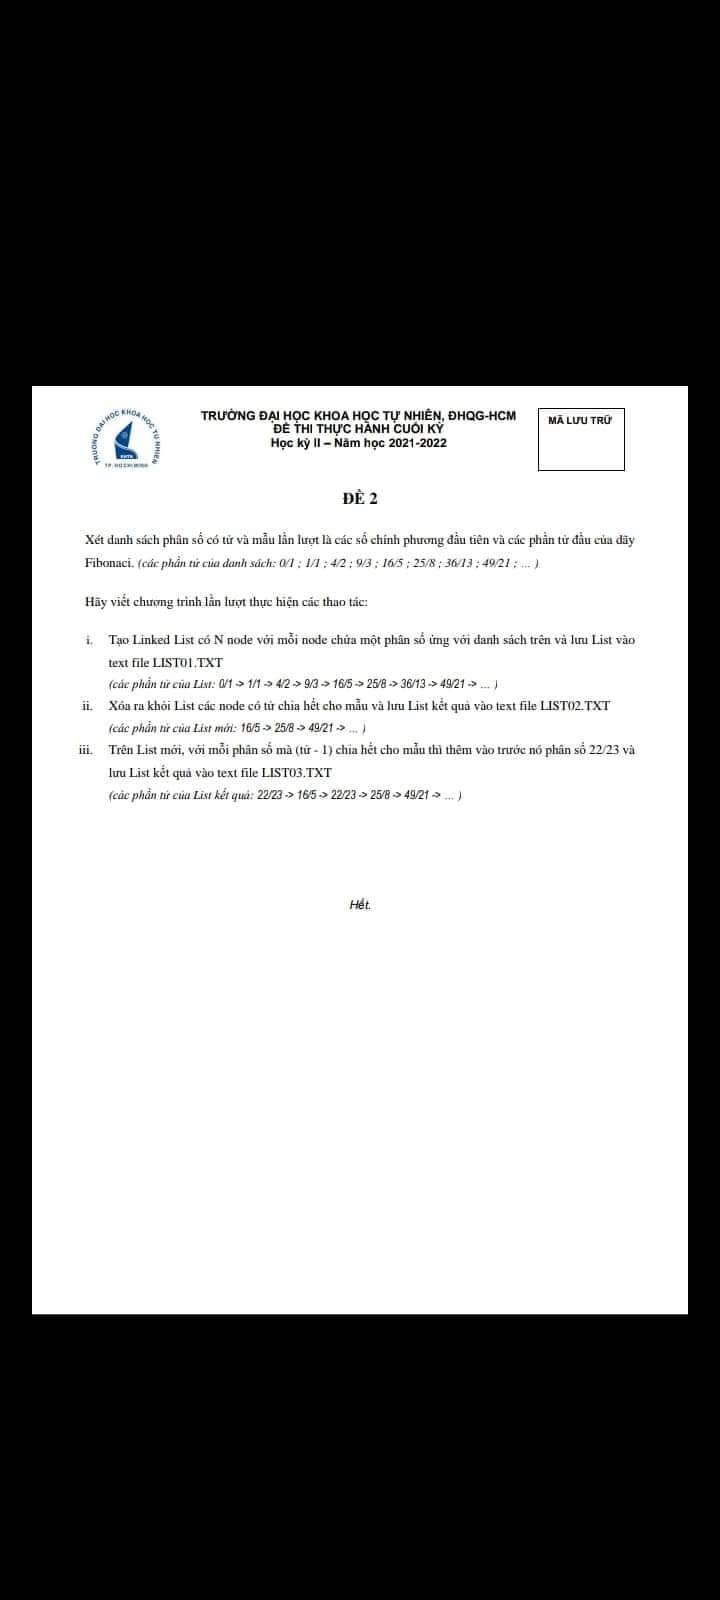 TRƯỜNG ĐẠI HỌC KHOA HỌC TỰ NHIÊN
KHTN
TP. HO CHI MINH
TRƯỜNG ĐẠI HỌC KHOA HỌC TỰ NHIÊN, ĐHQG-HCM
ĐỀ THI THỰC HÀNH CUỐI KỲ
Học kỳ II – Năm học 2021-2022
MÃ LƯU TRỮ
ĐỀ 2
Xét danh sách phân số có tử và mẫu lần lượt là các số chính phương đầu tiên và các phần tử đầu của dãy
Fibonaci. (các phần tử của danh sách: 0/1 ; 1/1 ; 4/2 ; 9/3 ; 16/5 ; 25/8 ; 36/13 ; 49/21 ; ... )
Hãy viết chương trình lần lượt thực hiện các thao tác:
i. Tạo Linked List có N node với mỗi node chứa một phân số ứng với danh sách trên và lưu List vào
text file LIST01.TXT
(các phần tử của List: 0/1 -> 1/1 -> 4/2 -> 9/3 -> 16/5 -> 25/8 -> 36/13 -> 49/21 -> ... )
ii. Xóa ra khỏi List các node có tử chia hết cho mẫu và lưu List kết quả vào text file LIST02.TXT
(các phần tử của List mới: 16/5 -> 25/8 -> 49/21 -> ... )
iii. Trên List mới, với mỗi phân số mà (tử - 1) chia hết cho mẫu thì thêm vào trước nó phân số 22/23 và
lưu List kết quả vào text file LIST03.TXT
(các phần tử của List kết quả: 22/23 -> 16/5 -> 22/23 -> 25/8 -> 49/21 -> ... )
Hết.